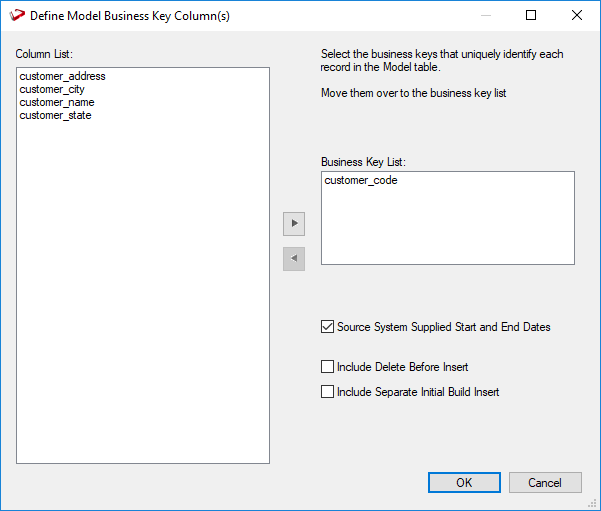 Define Model Business Key Column(s)
Column List:
customer_address
customer_city
customer_name
customer_state
Select the business keys that uniquely identify each
record in the Model table.
Move them over to the business key list
Business Key List:
customer_code
Source System Supplied Start and End Dates
Include Delete Before Insert
Include Separate Initial Build Insert
OK
Cancel